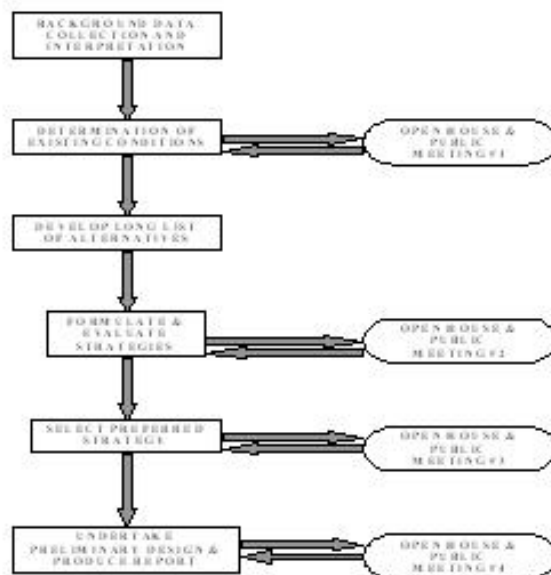 BACKGROUND DATA
COLLECTION AND
INTERPRETATION
DETERMINATION OF
EXISTING CONDITIONS
OPEN HOUSE &
PUBLIC
MEETING #1
DEVELOP LONG LIST
OF ALTERNATIVES
FORMULATE &
EVALUATE
STRATEGIES
OPEN HOUSE &
PUBLIC
MEETING #2
SELECT PREFERRED
STRATEGY
OPEN HOUSE &
PUBLIC
MEETING #3
UNDERTAKE
PRELIMINARY DESIGN &
PRODUCE REPORT
OPEN HOUSE &
PUBLIC
MEETING #4